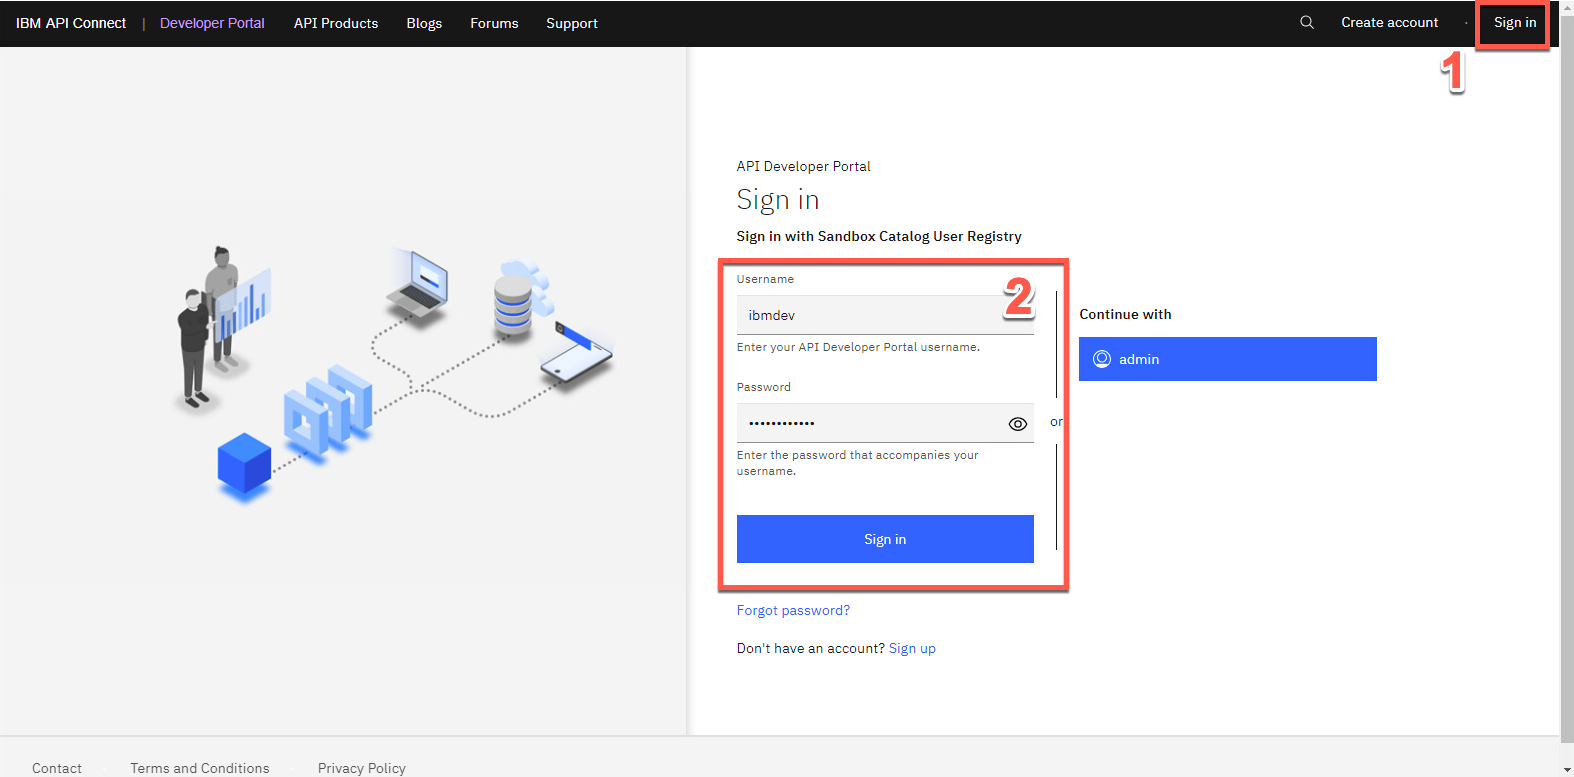 IBM API Connect | Developer Portal API Products Blogs Forums Support Create account · Sign in
1
API Developer Portal
Sign in
Sign in with Sandbox Catalog User Registry
Username
2
ibmdev
Enter your API Developer Portal username.
Password
••••••••••••
Enter the password that accompanies your
username.
Sign in
or
Continue with
admin
Forgot password?
Don't have an account? Sign up
Contact Terms and Conditions Privacy Policy